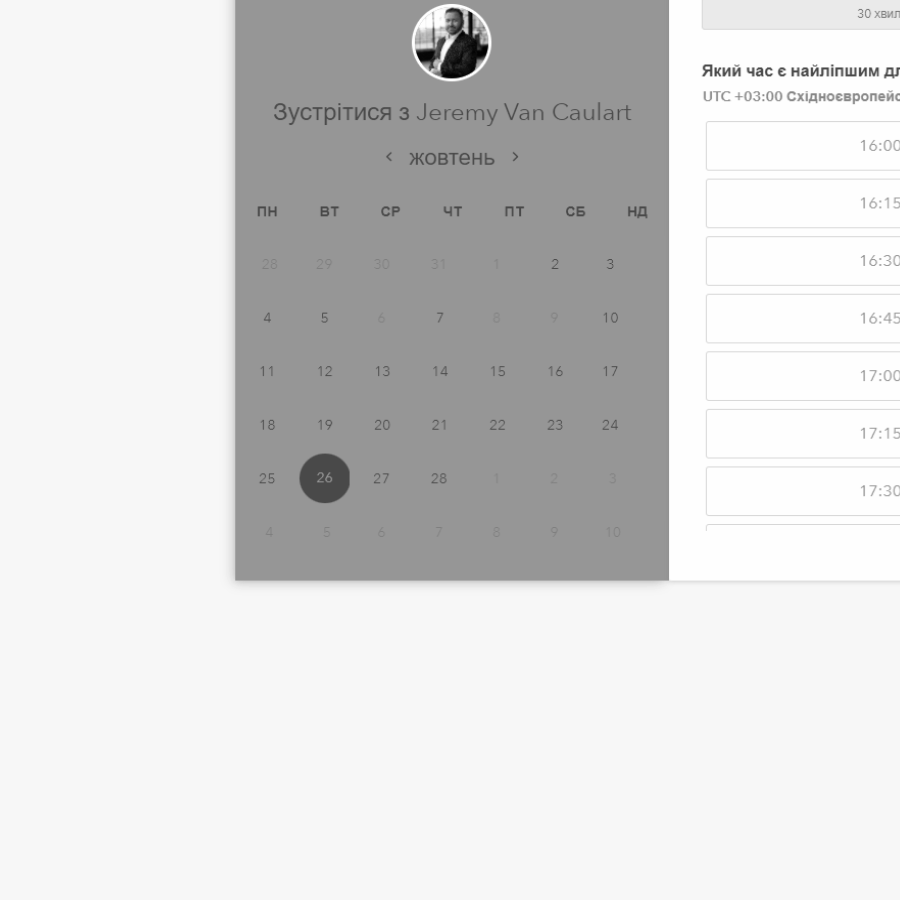 Зустрітися з Jeremy Van Caulart
жовтень
ПН ВТ СР ЧТ ПТ СБ НД
28 29 30 31 1 2 3
4 5 6 7 8 9 10
11 12 13 14 15 16 17
18 19 20 21 22 23 24
25 26 27 28 1 2 3
4 5 6 7 8 9 10
30
Який час є найліпшим
UTC +03:00
16:00
16:15
16:30
16:45
17:00
17:15
17:30